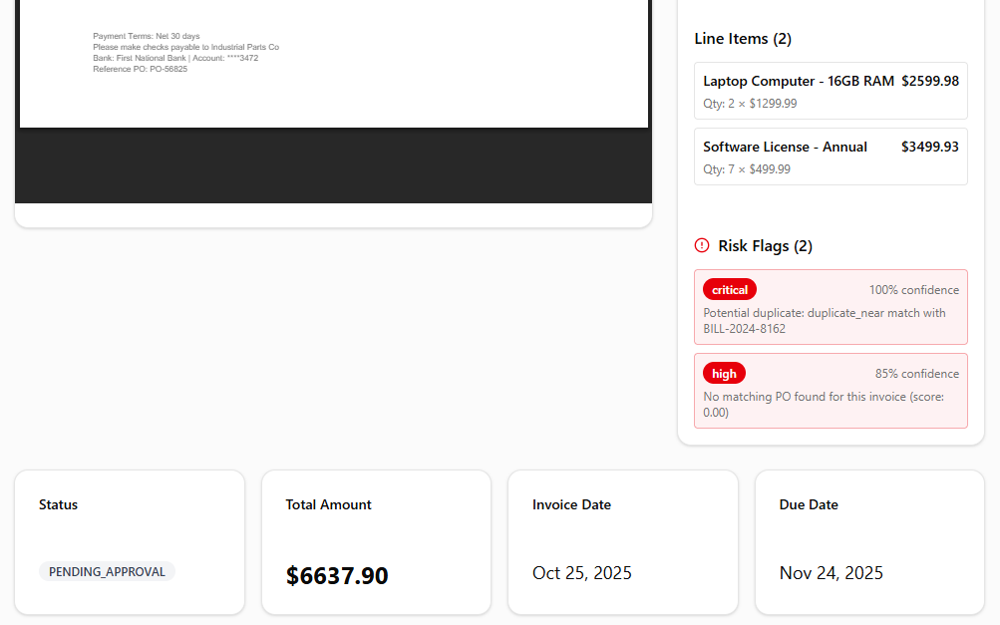 Payment Terms: Net 30 days
Please make checks payable to Industrial Parts Co
Bank: First National Bank | Account: ****3472
Reference PO: PO-56825
Line Items (2)
Laptop Computer - 16GB RAM $2599.98
Qty: 2 × $1299.99
Software License - Annual $3499.93
Qty: 7 × $499.99
Risk Flags (2)
critical 100% confidence
Potential duplicate: duplicate_near match with
BILL-2024-8162
high 85% confidence
No matching PO found for this invoice (score:
0.00)
Status
PENDING_APPROVAL
Total Amount
$6637.90
Invoice Date
Oct 25, 2025
Due Date
Nov 24, 2025